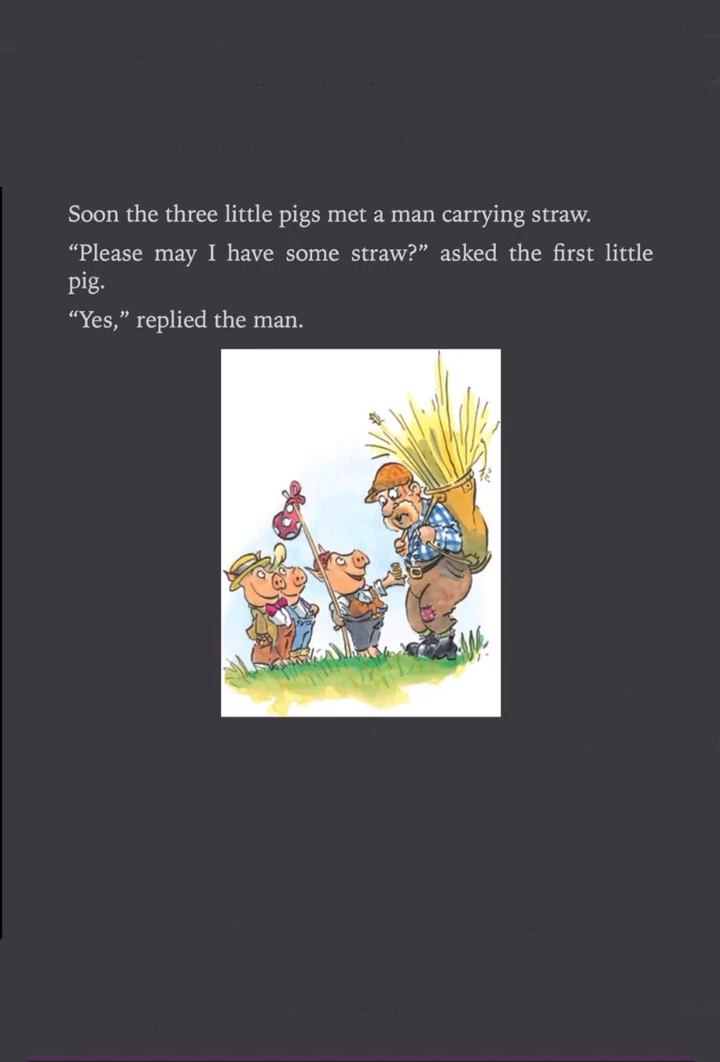 Soon the three little pigs met a man carrying straw.
“Please may I have some straw?” asked the first little
pig.
“Yes,” replied the man.